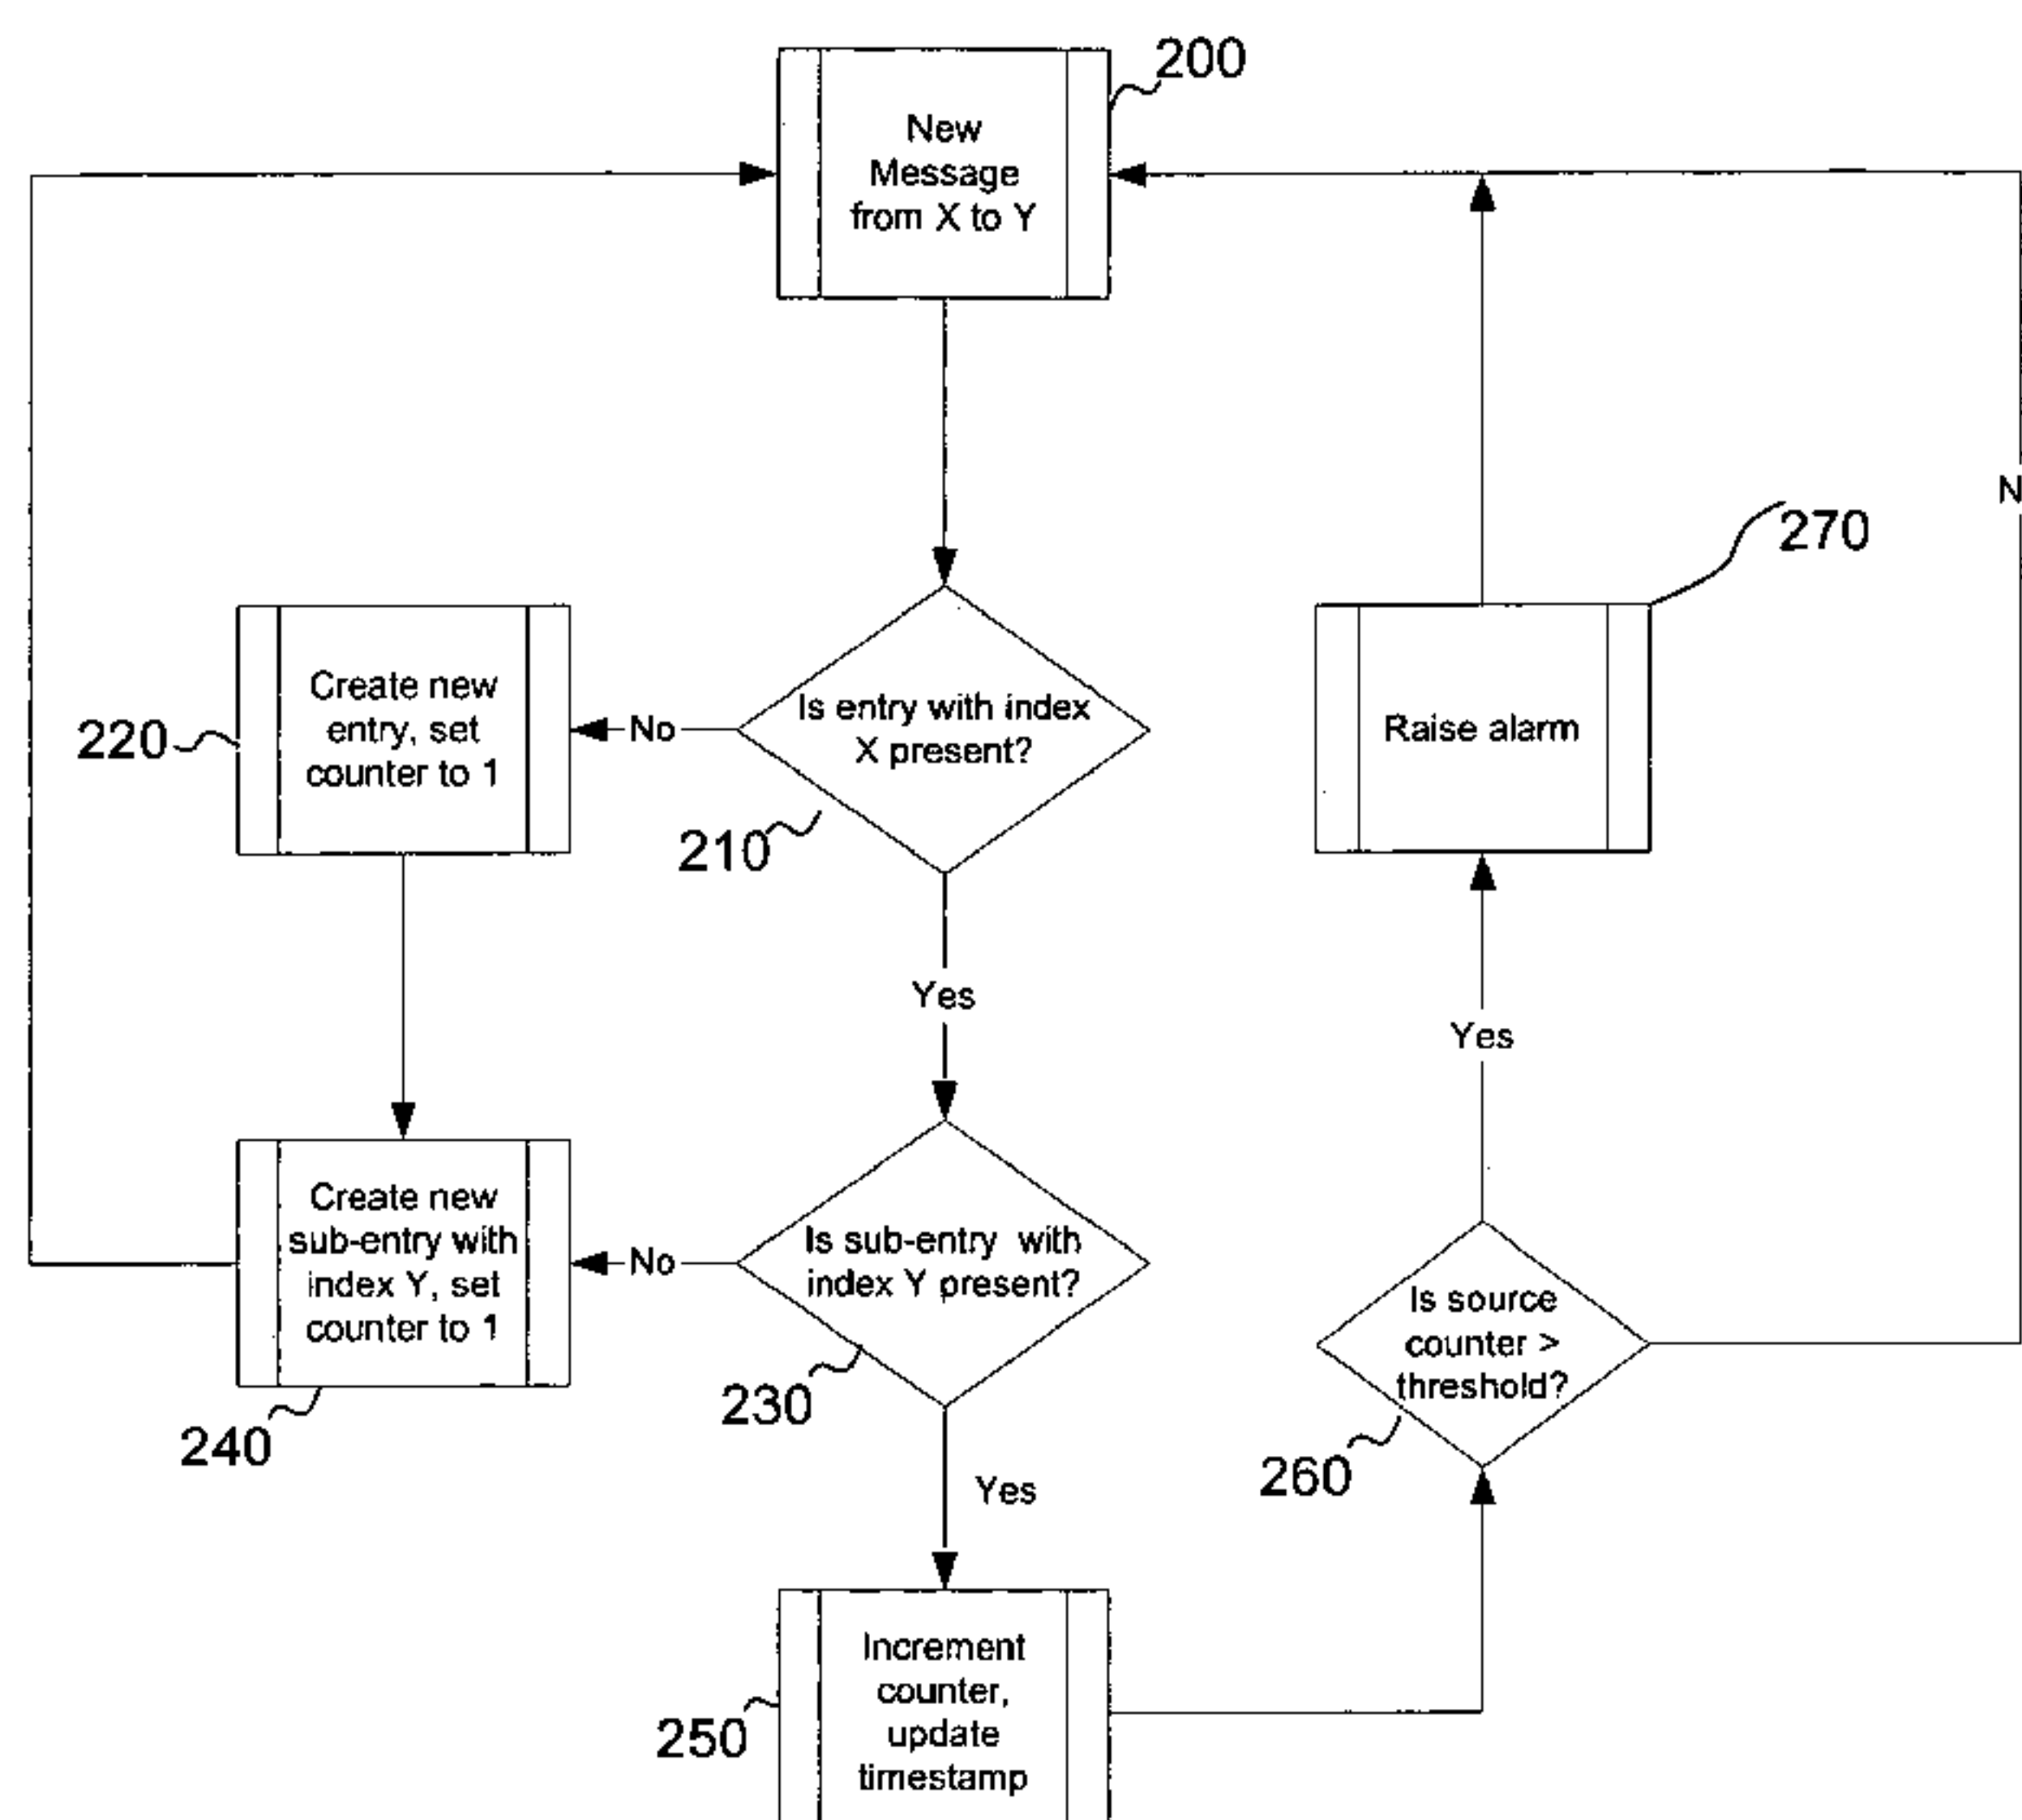 200
New
Message
from X to Y
N
270
Create new
entry, set
counter to 1
220
No
Is entry with index
X present?
210
Raise alarm
Yes
Yes
Create new
sub-entry with
index Y, set
counter to 1
240
No
Is sub-entry with
index Y present?
230
Is source
counter >
threshold?
260
Yes
Increment
counter,
update
timestamp
250